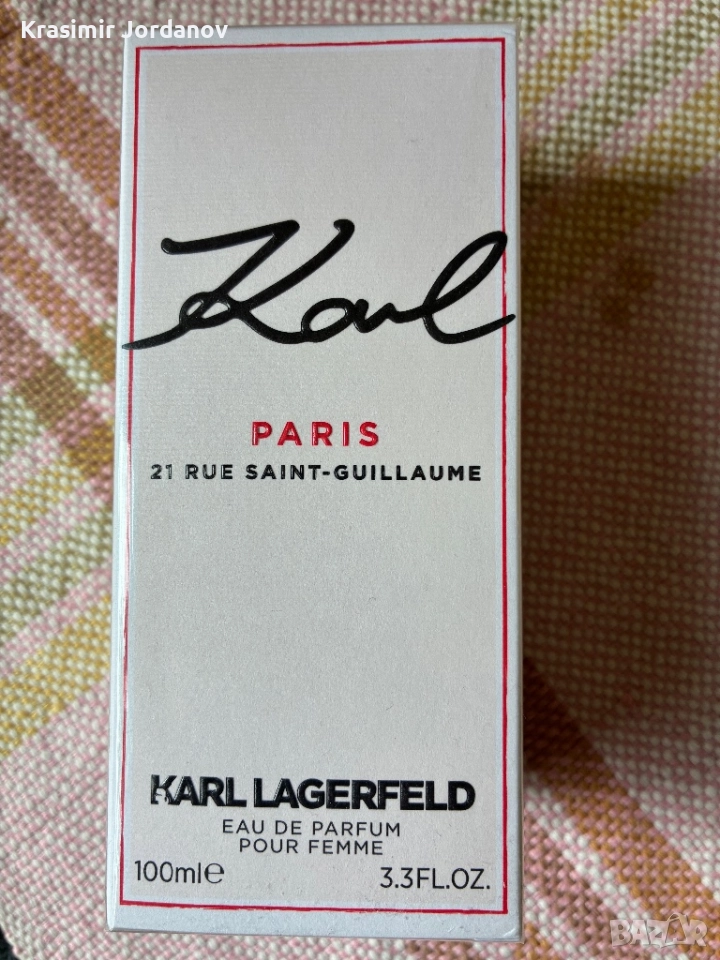 Krasimir Jordanov
Karl
PARIS
21 RUE SAINT-GUILLAUME
KARL LAGERFELD
EAU DE PARFUM
POUR FEMME
100ml℮ 3.3FL.OZ.
BAZAR